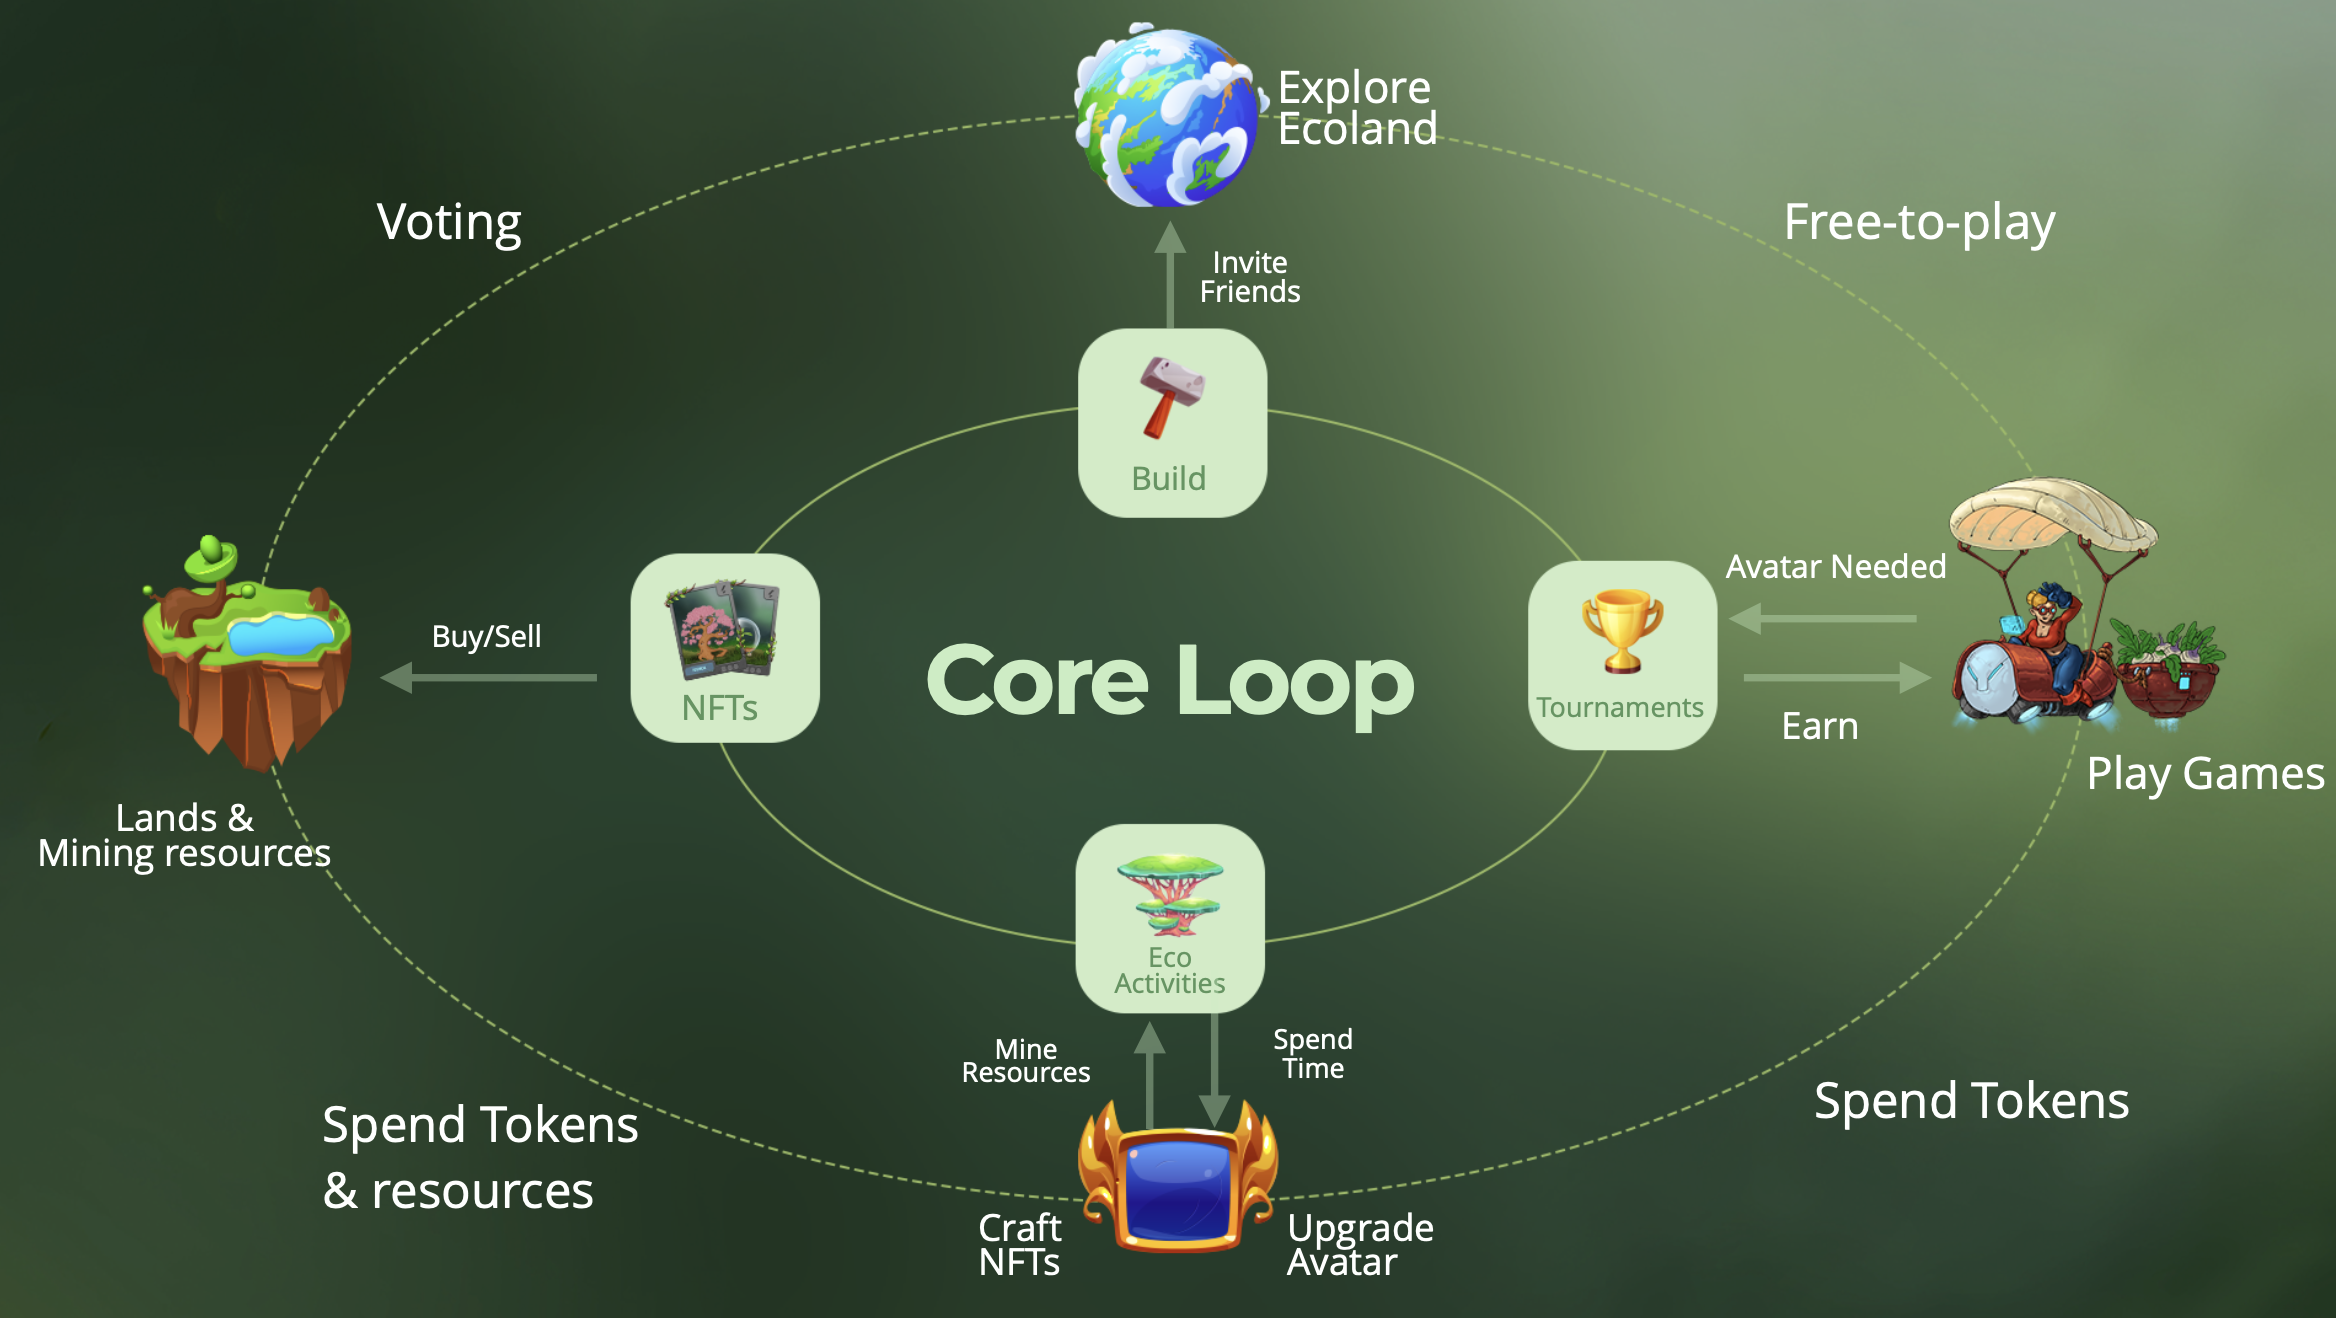 Explore
Ecoland
Voting
Free-to-play
Invite
Friends
Build
Avatar Needed
Buy/Sell
NFTs
Core Loop
Tournaments
Earn
Play Games
Lands &
Mining resources
Eco
Activities
Mine
Resources
Spend
Time
Spend Tokens
& resources
Spend Tokens
Craft
NFTs
Upgrade
Avatar